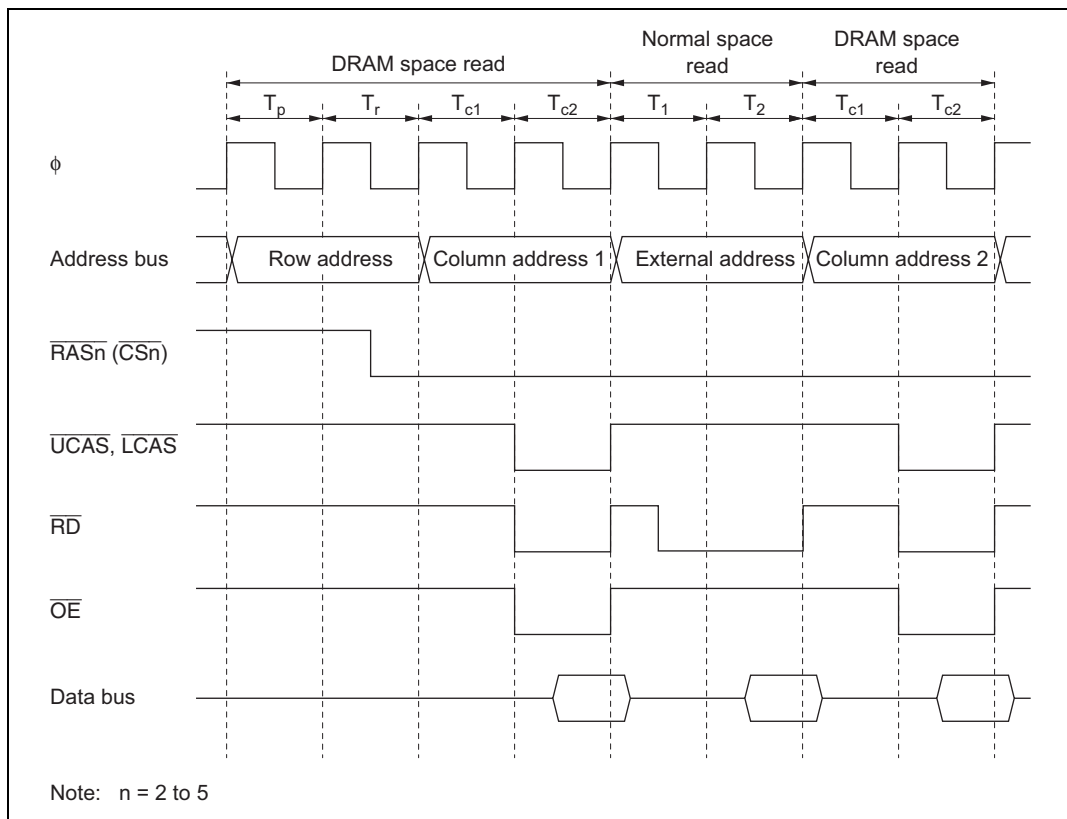 Normal space read
DRAM space read
DRAM space read
Tp
Tr
Tc1
Tc2
T1
T2
Tc1
Tc2
ϕ
Address bus
Row address
Column address 1
External address
Column address 2
RASn (CSn)
UCAS, LCAS
RD
OE
Data bus
Note: n = 2 to 5